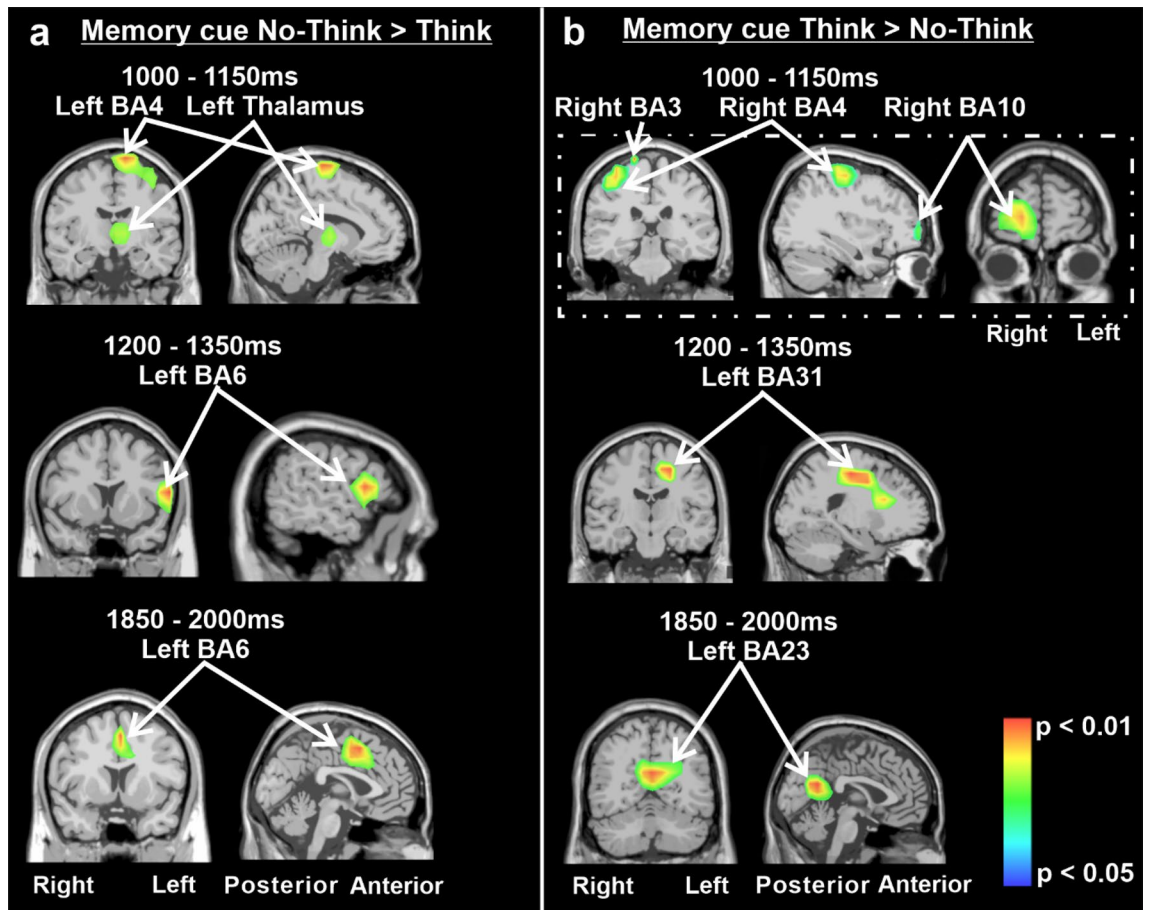 a Memory cue No-Think > Think
1000 - 1150ms
Left BA4 Left Thalamus
1200 - 1350ms
Left BA6
1850 - 2000ms
Left BA6
Right Left Posterior Anterior
b Memory cue Think > No-Think
1000 - 1150ms
Right BA3 Right BA4 Right BA10
Right Left
1200 - 1350ms
Left BA31
1850 - 2000ms
Left BA23
p < 0.01
p < 0.05
Right Left Posterior Anterior